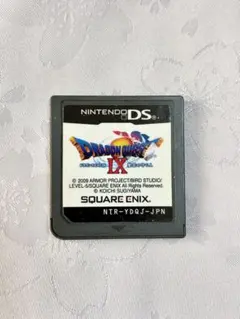 NINTENDO DS
DRAGON QUEST
IX
© 2009 ARMOR PROJECT/BIRD STUDIO/
LEVEL-5/SQUARE ENIX All Rights Reserved.
© KOICHI SUGIYAMA
SQUARE ENIX.
NTR-YDQJ-JPN